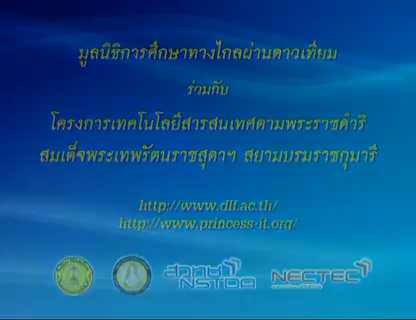 มูลนิธิการศึกษาทางไกลผ่านดาวเทียม
ร่วมกับ
โครงการเทคโนโลยีสารสนเทศตามพระราชดำริ
สมเด็จพระเทพรัตนราชสุดาฯ สยามบรมราชกุมารี
http://www.dlf.ac.th/
http://www.princess-it.org/
สวทช
NSTDA
NECTEC